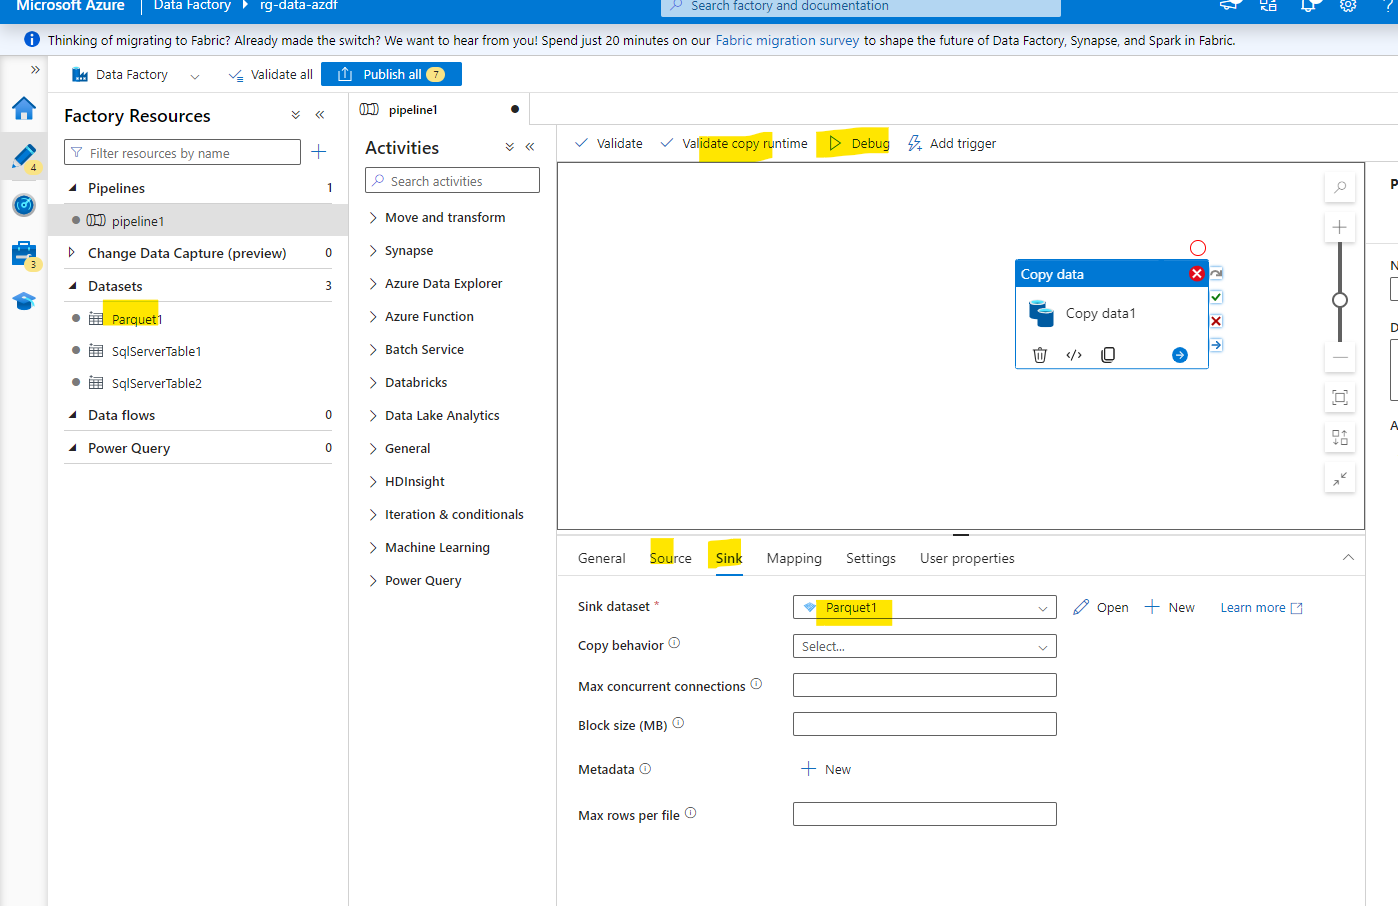 Microsoft Azure
Data Factory
rg-data-azdf
Search factory and documentation
Thinking of migrating to Fabric? Already made the switch? We want to hear from you! Spend just 20 minutes on our Fabric migration survey to shape the future of Data Factory, Synapse, and Spark in Fabric.
Data Factory
Validate all
Publish all 7
4
3
Factory Resources
Filter resources by name
Pipelines 1
pipeline1
Change Data Capture (preview) 0
Datasets 3
Parquet1
SqlServerTable1
SqlServerTable2
Data flows 0
Power Query 0
pipeline1
Activities
Search activities
Move and transform
Synapse
Azure Data Explorer
Azure Function
Batch Service
Databricks
Data Lake Analytics
General
HDInsight
Iteration & conditionals
Machine Learning
Power Query
Validate
Validate copy runtime
Debug
Add trigger
Copy data
Copy data1
General
Source
Sink
Mapping
Settings
User properties
Sink dataset *
Parquet1
Open
New
Learn more
Copy behavior
Select...
Max concurrent connections
Block size (MB)
Metadata
New
Max rows per file
P
N
D
A